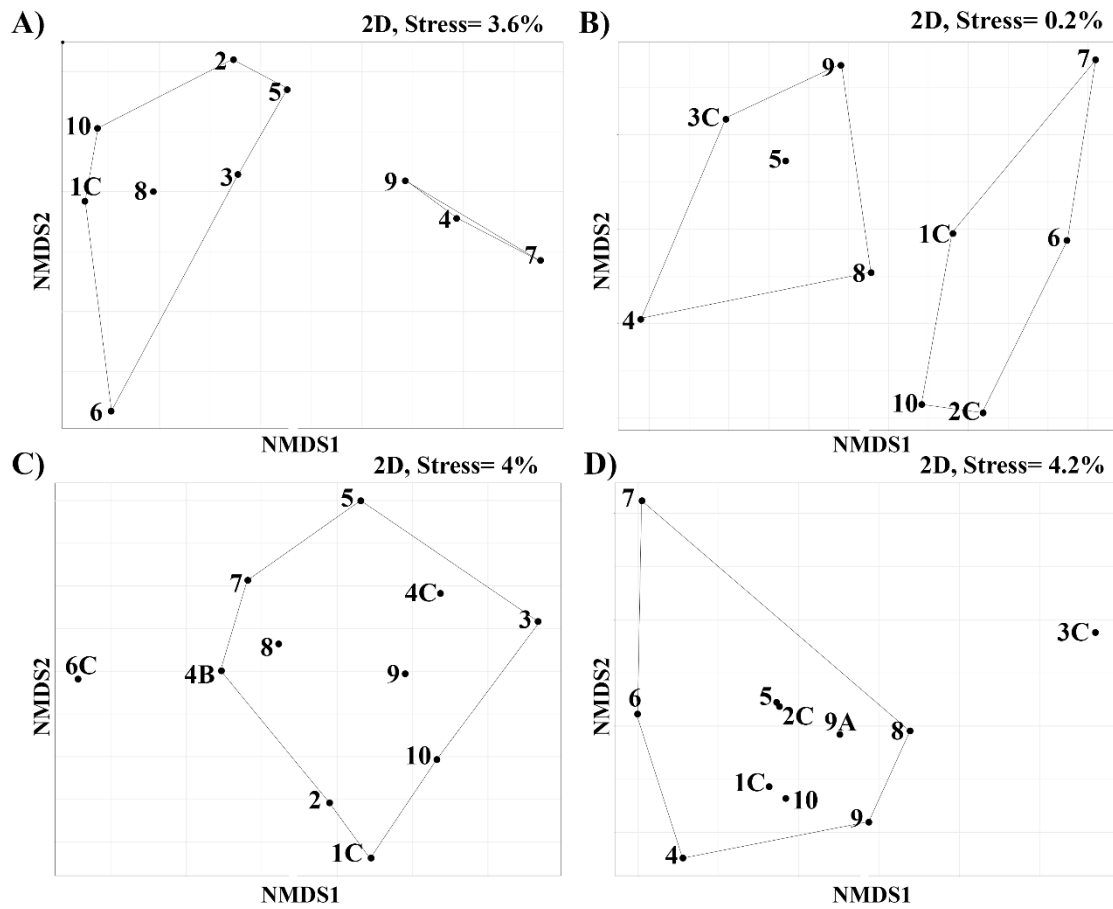 A)
2D, Stress= 3.6%
2
5
10
3
1C
8
9
4
7
6
NMDS2
NMDS1
B)
2D, Stress= 0.2%
7
9
3C
5
1C
6
8
4
10
2C
NMDS2
NMDS1
C)
2D, Stress= 4%
5
7
4C
3
8
6C
4B
9
10
2
1C
NMDS2
NMDS1
D)
2D, Stress= 4.2%
7
3C
6
5
2C
9A
8
1C
10
9
4
NMDS2
NMDS1